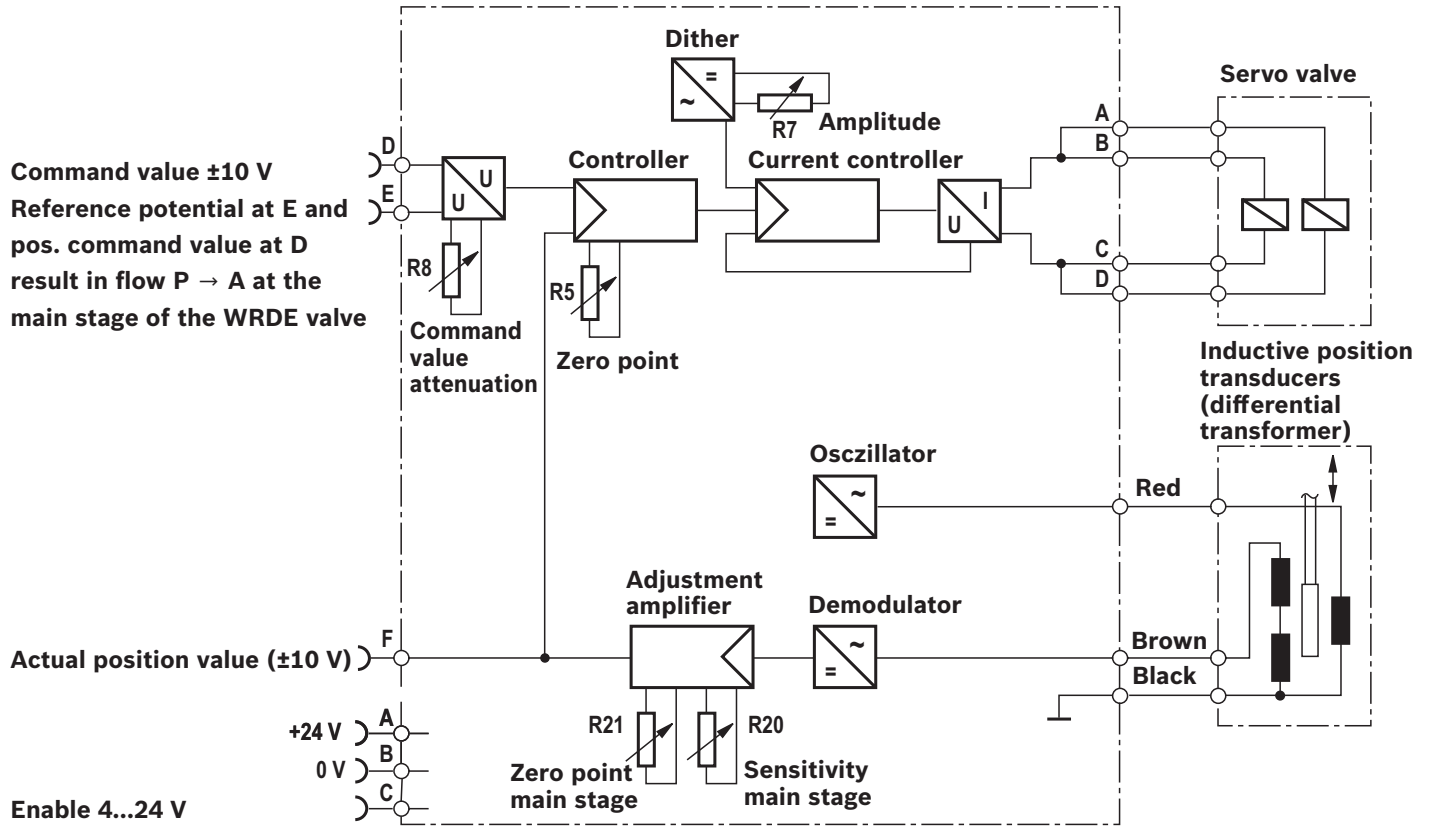 Dither
=
~
R7
Amplitude
Servo valve
A
B
D
E
U
U
Controller
Current controller
I
U
Command value ±10 V
Reference potential at E and
pos. command value at D
result in flow P → A at the
main stage of the WRDE valve
R8
Command
value
attenuation
R5
Zero point
C
D
Inductive position
transducers
(differential
transformer)
Osczillator
~
=
Red
Adjustment
amplifier
Demodulator
~
=
Brown
Black
F
Actual position value (±10 V)
R21
R20
Zero point
main stage
Sensitivity
main stage
A
+24 V
B
0 V
C
Enable 4...24 V